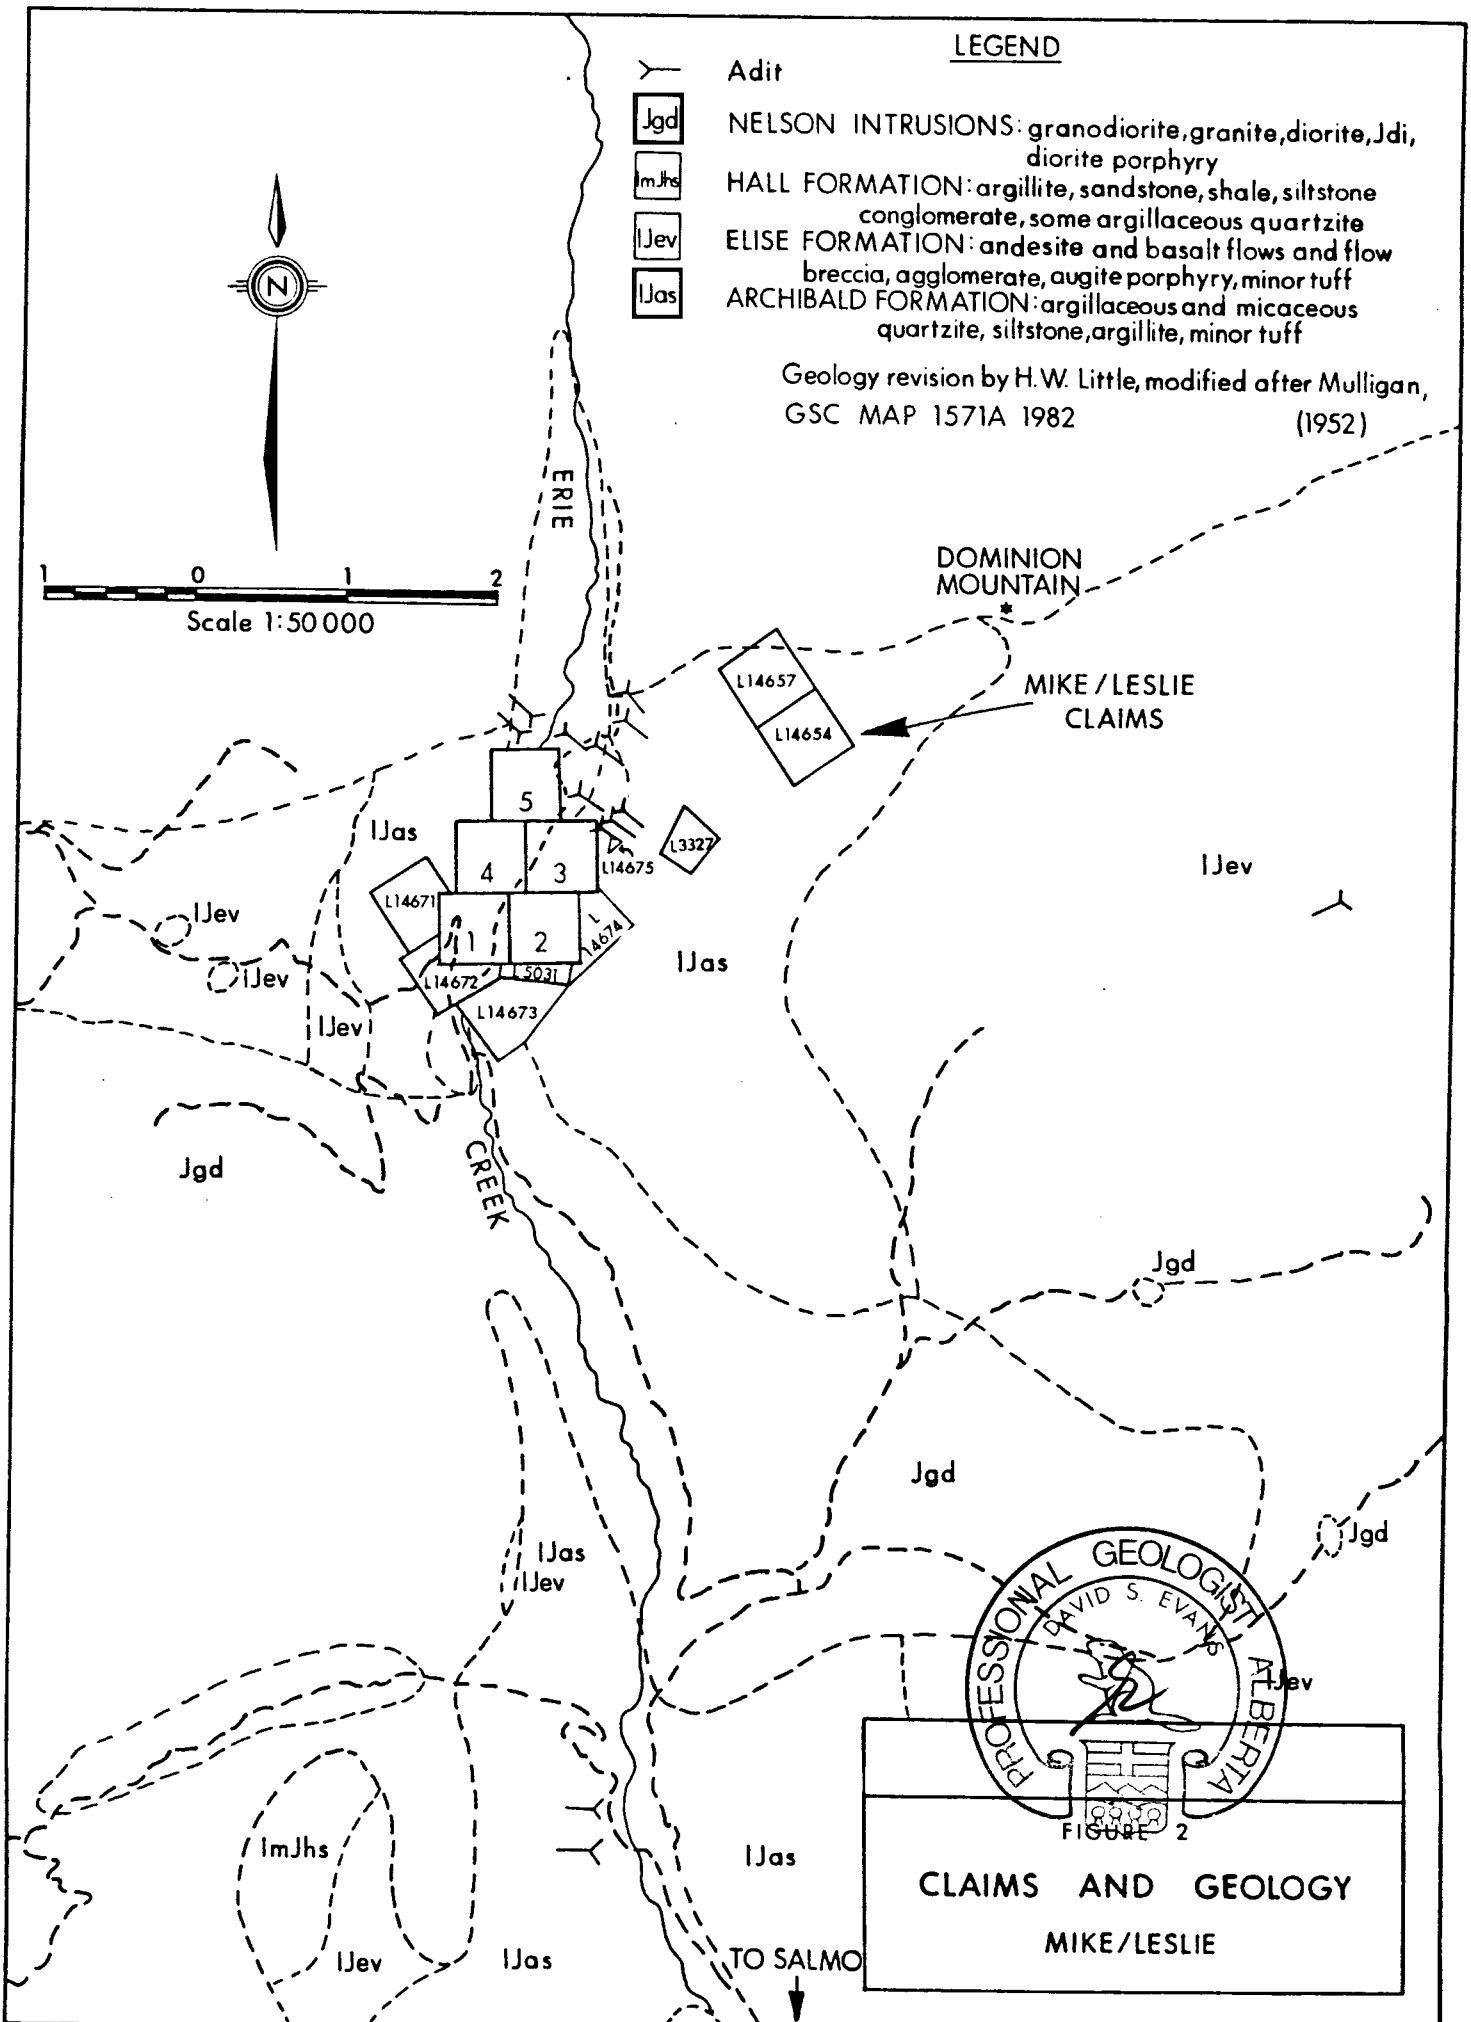 LEGEND
Adit
Jgd NELSON INTRUSIONS: granodiorite, granite, diorite, Jdi,
diorite porphyry
lmJhs HALL FORMATION: argillite, sandstone, shale, siltstone
conglomerate, some argillaceous quartzite
lJev ELISE FORMATION: andesite and basalt flows and flow
breccia, agglomerate, augite porphyry, minor tuff
lJas ARCHIBALD FORMATION: argillaceous and micaceous
quartzite, siltstone, argillite, minor tuff
Geology revision by H.W. Little, modified after Mulligan,
GSC MAP 1571A 1982 (1952)
N
1 0 1 2
Scale 1:50 000
ERIE
DOMINION
MOUNTAIN
MIKE/LESLIE
CLAIMS
L14657
L14654
5
lJas
4
3
L14675
L3327
lJev
L14671
lJev
1
2
L
14674
lJas
lJev
L14672
L5031
L14673
lJev
Jgd
CREEK
Jgd
Jgd
Jgd
lJas
lJev
PROFESSIONAL GEOLOGIST
DAVID S. EVANS
ALBERTA
lJev
lmJhs
lJas
lJev
lJas
TO SALMO
FIGURE 2
CLAIMS AND GEOLOGY
MIKE/LESLIE